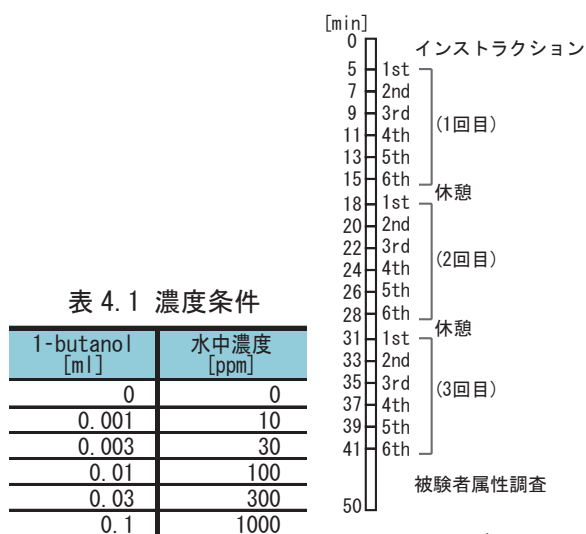 表 4.1 濃度条件
1-butanol [ml] 水中濃度 [ppm]
0 0
0.001 10
0.003 30
0.01 100
0.03 300
0.1 1000
[min]
0 インストラクション
5 1st
7 2nd
9 3rd
(1回目)
11 4th
13 5th
15 6th
休憩
18 1st
20 2nd
22 3rd
(2回目)
24 4th
26 5th
28 6th
休憩
31 1st
33 2nd
35 3rd
(3回目)
37 4th
39 5th
41 6th
被験者属性調査
50